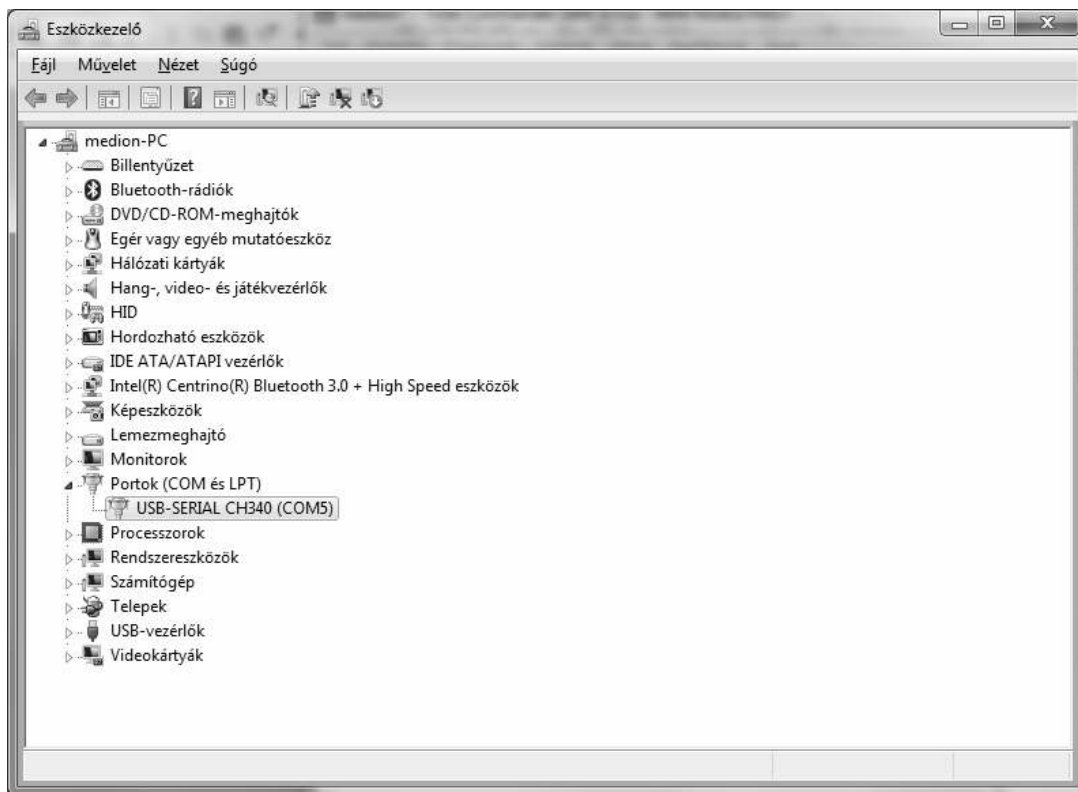 Eszközkezelő
Fájl Művelet Nézet Súgó
medion-PC
Billentyűzet
Bluetooth-rádiók
DVD/CD-ROM-meghajtók
Egér vagy egyéb mutatóeszköz
Hálózati kártyák
Hang-, video- és játékvezérlők
HID
Hordozható eszközök
IDE ATA/ATAPI vezérlők
Intel(R) Centrino(R) Bluetooth 3.0 + High Speed eszközök
Képeszközök
Lemezmeghajtó
Monitorok
Portok (COM és LPT)
USB-SERIAL CH340 (COM5)
Processzorok
Rendszereszközök
Számítógép
Telepek
USB-vezérlők
Videokártyák